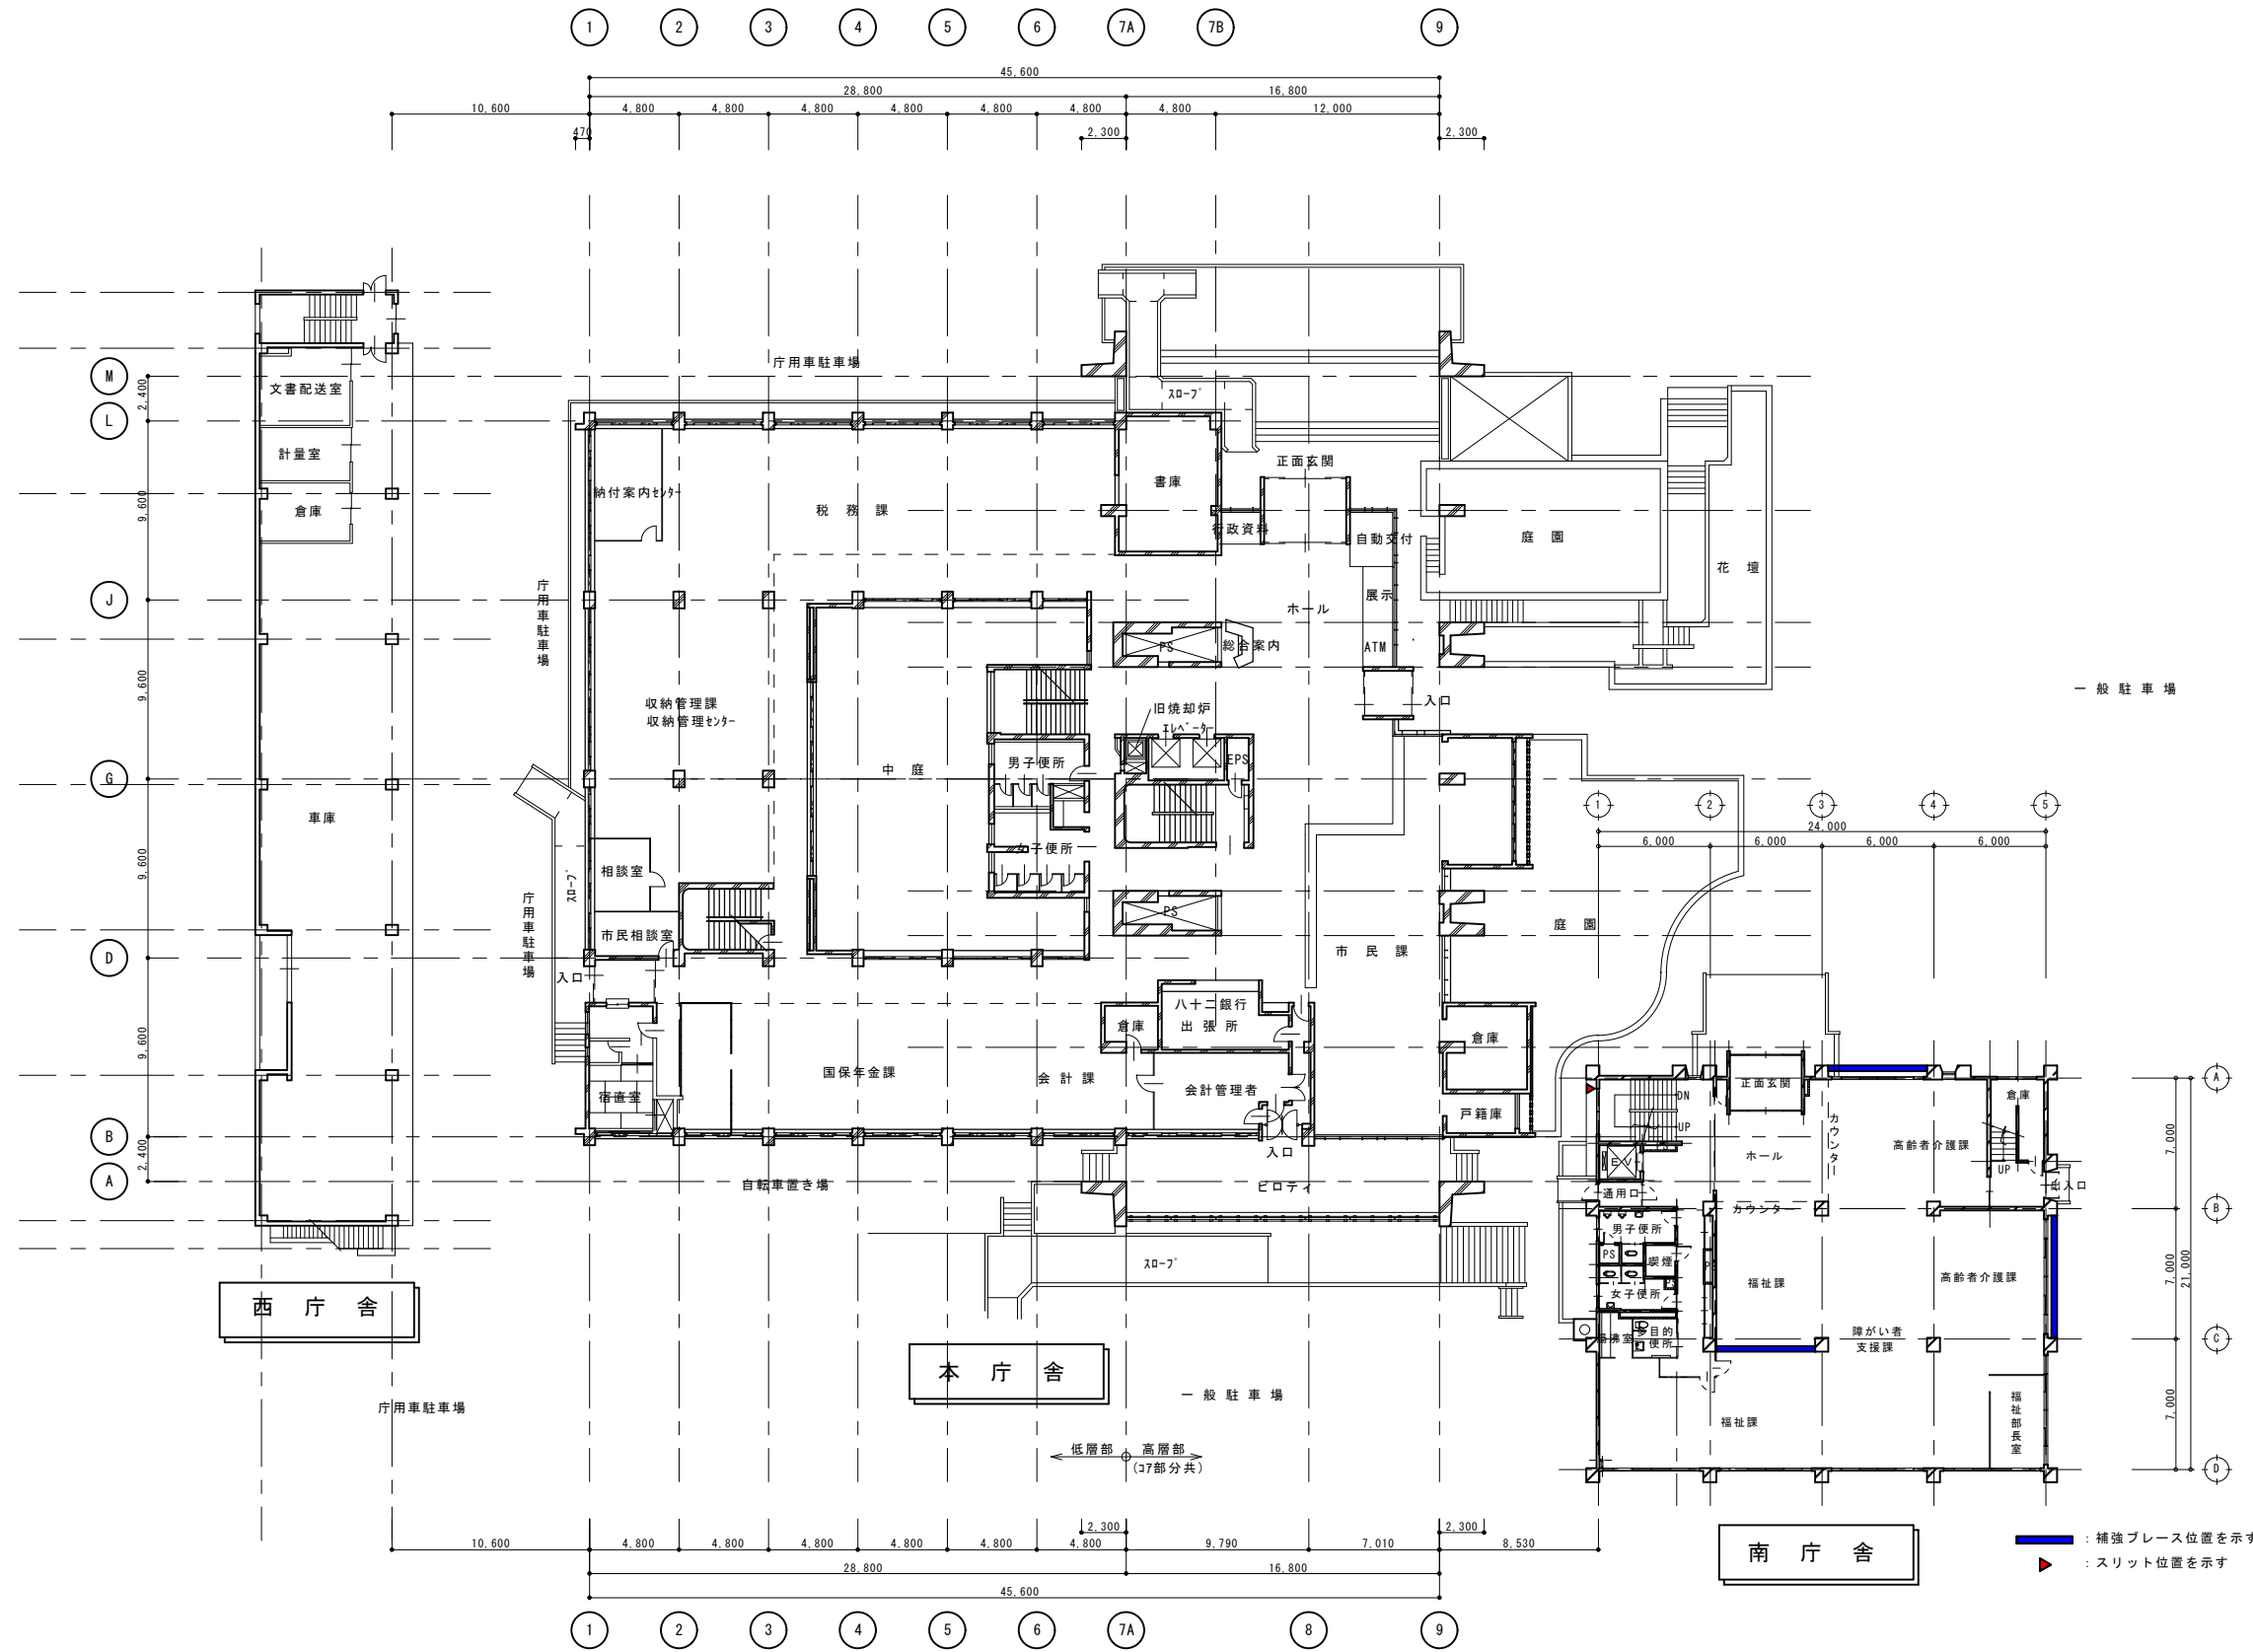 1 2 3 4 5 6 7A 7B 9
45,600
28,800 16,800
10,600 4,800 4,800 4,800 4,800 4,800 4,800 4,800 12,000
470 2,300 2,300
M
2,400
L
9,600
J
9,600
G
9,600
D
9,600
B
2,400
A
文書配送室
計量室
倉庫
車庫
西庁舎
庁用車駐車場
庁用車駐車場
庁用車駐車場
庁用車駐車場
ｽﾛｰﾌﾟ
入口
納付案内ｾﾝﾀｰ
税務課
書庫
ｽﾛｰﾌﾟ
正面玄関
行政資料
自動交付
展示
ホール
ATM
総合案内
PS
入口
庭園
花壇
一般駐車場
収納管理課
収納管理ｾﾝﾀｰ
中庭
男子便所
女子便所
旧焼却炉
ｴﾚﾍﾞｰﾀｰ
EPS
PS
相談室
市民相談室
市民課
庭園
宿直室
国保年金課
会計課
倉庫
八十二銀行
出張所
会計管理者
倉庫
戸籍庫
入口
自転車置き場
ピロティ
ｽﾛｰﾌﾟ
本庁舎
一般駐車場
低層部 高層部
(ｺｱ部分共)
1 2 3 4 5
24,000
6,000 6,000 6,000 6,000
正面玄関
倉庫
DN
UP
EV
通用口
ホール
カウンター
カウンター
高齢者介護課
UP
出入口
男子便所
PS
喫煙
PS
PS
女子便所
湯沸室
多目的
便所
福祉課
高齢者介護課
障がい者
支援課
福祉課
福祉部長室
A
7,000
B
7,000
21,000
C
7,000
D
南庁舎
：補強ブレース位置を示す
：スリット位置を示す
2,300 2,300
10,600 4,800 4,800 4,800 4,800 4,800 4,800 9,790 7,010 8,530
28,800 16,800
45,600
1 2 3 4 5 6 7A 8 9